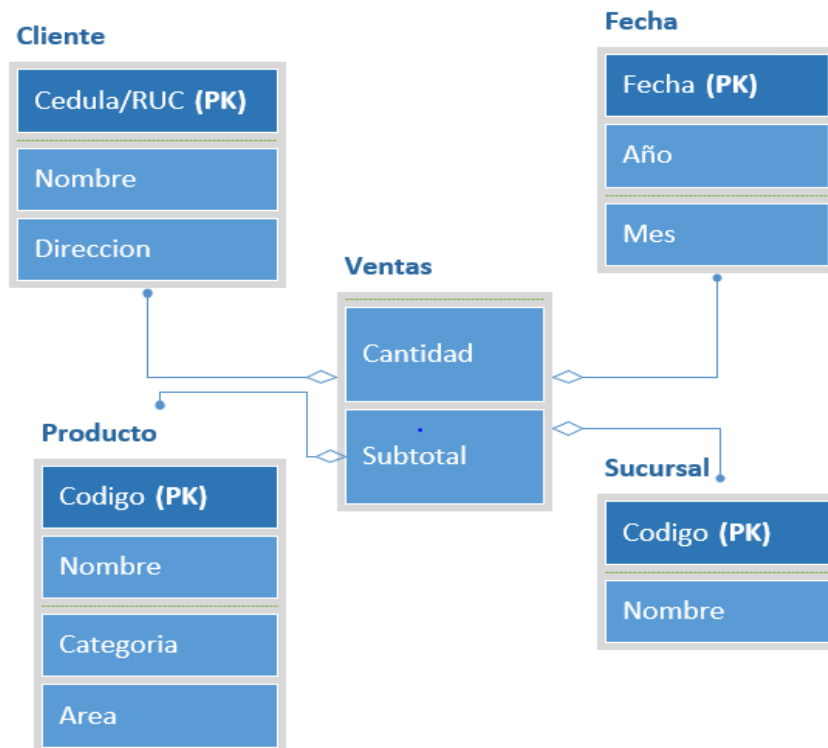 Cliente
Cedula/RUC (PK)
Nombre
Direccion
Fecha
Fecha (PK)
Año
Mes
Ventas
Cantidad
Subtotal
Producto
Codigo (PK)
Nombre
Categoria
Area
Sucursal
Codigo (PK)
Nombre